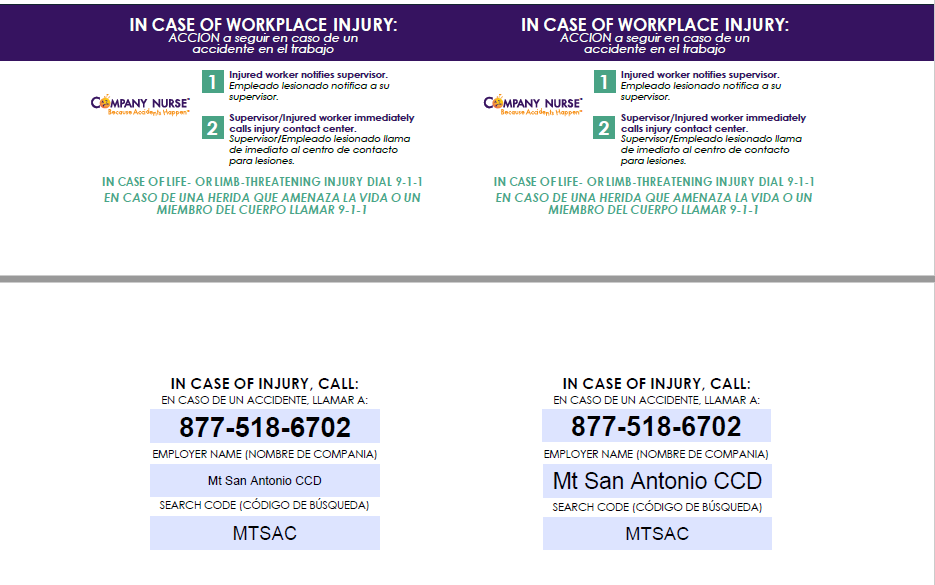 IN CASE OF WORKPLACE INJURY:
ACCION a seguir en caso de un
accidente en el trabajo
1
Injured worker notifies supervisor.
Empleado lesionado notifica a su
supervisor.
COMPANY NURSE
Because Accidents Happen
2
Supervisor/Injured worker immediately
calls injury contact center.
Supervisor/Empleado lesionado llama
de imediato al centro de contacto
para lesiones.
IN CASE OF LIFE- OR LIMB-THREATENING INJURY DIAL 9-1-1
EN CASO DE UNA HERIDA QUE AMENAZA LA VIDA O UN
MIEMBRO DEL CUERPO LLAMAR 9-1-1
IN CASE OF WORKPLACE INJURY:
ACCION a seguir en caso de un
accidente en el trabajo
1
Injured worker notifies supervisor.
Empleado lesionado notifica a su
supervisor.
COMPANY NURSE
Because Accidents Happen
2
Supervisor/Injured worker immediately
calls injury contact center.
Supervisor/Empleado lesionado llama
de imediato al centro de contacto
para lesiones.
IN CASE OF LIFE- OR LIMB-THREATENING INJURY DIAL 9-1-1
EN CASO DE UNA HERIDA QUE AMENAZA LA VIDA O UN
MIEMBRO DEL CUERPO LLAMAR 9-1-1
IN CASE OF INJURY, CALL:
EN CASO DE UN ACCIDENTE, LLAMAR A:
877-518-6702
EMPLOYER NAME (NOMBRE DE COMPANIA)
Mt San Antonio CCD
SEARCH CODE (CÓDIGO DE BÚSQUEDA)
MTSAC
IN CASE OF INJURY, CALL:
EN CASO DE UN ACCIDENTE, LLAMAR A:
877-518-6702
EMPLOYER NAME (NOMBRE DE COMPANIA)
Mt San Antonio CCD
SEARCH CODE (CÓDIGO DE BÚSQUEDA)
MTSAC